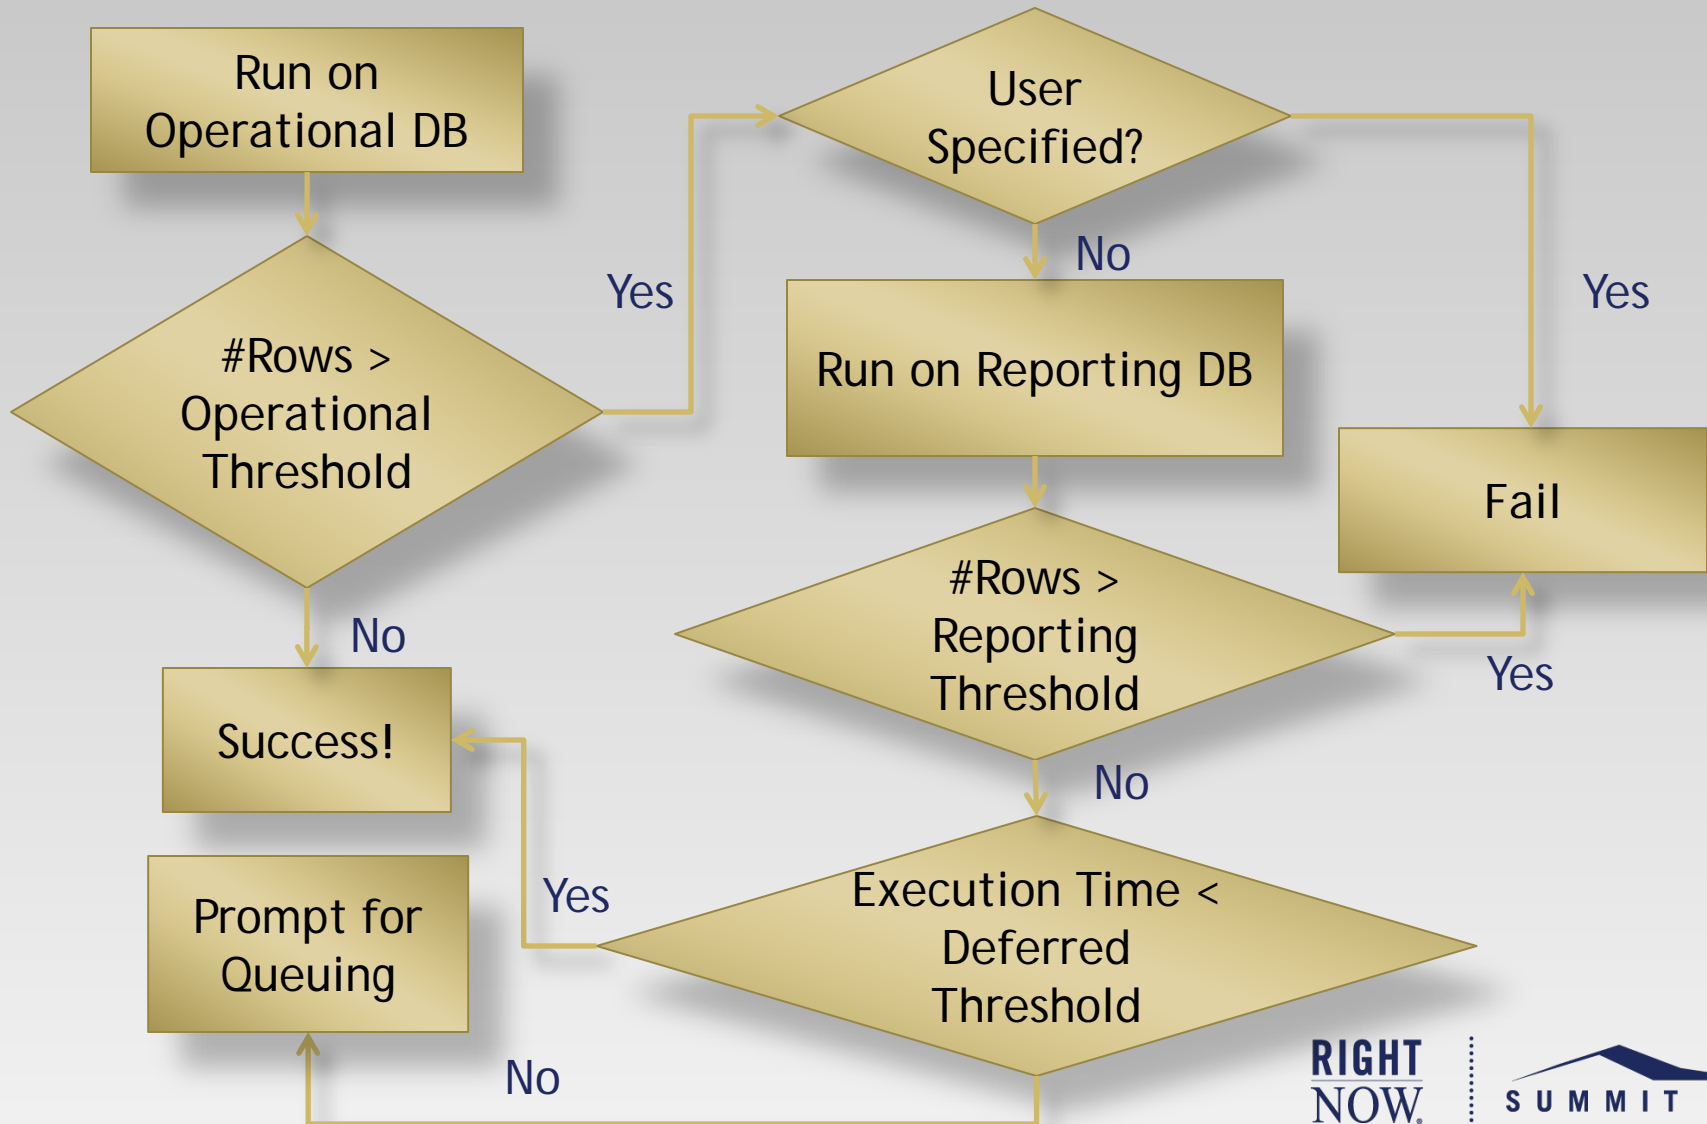 Run on
Operational DB
#Rows >
Operational
Threshold
Yes
No
Success!
User
Specified?
Yes
No
Run on Reporting DB
Fail
#Rows >
Reporting
Threshold
Yes
No
Execution Time <
Deferred
Threshold
Yes
No
Prompt for
Queuing
RIGHT
NOW®
SUMMIT